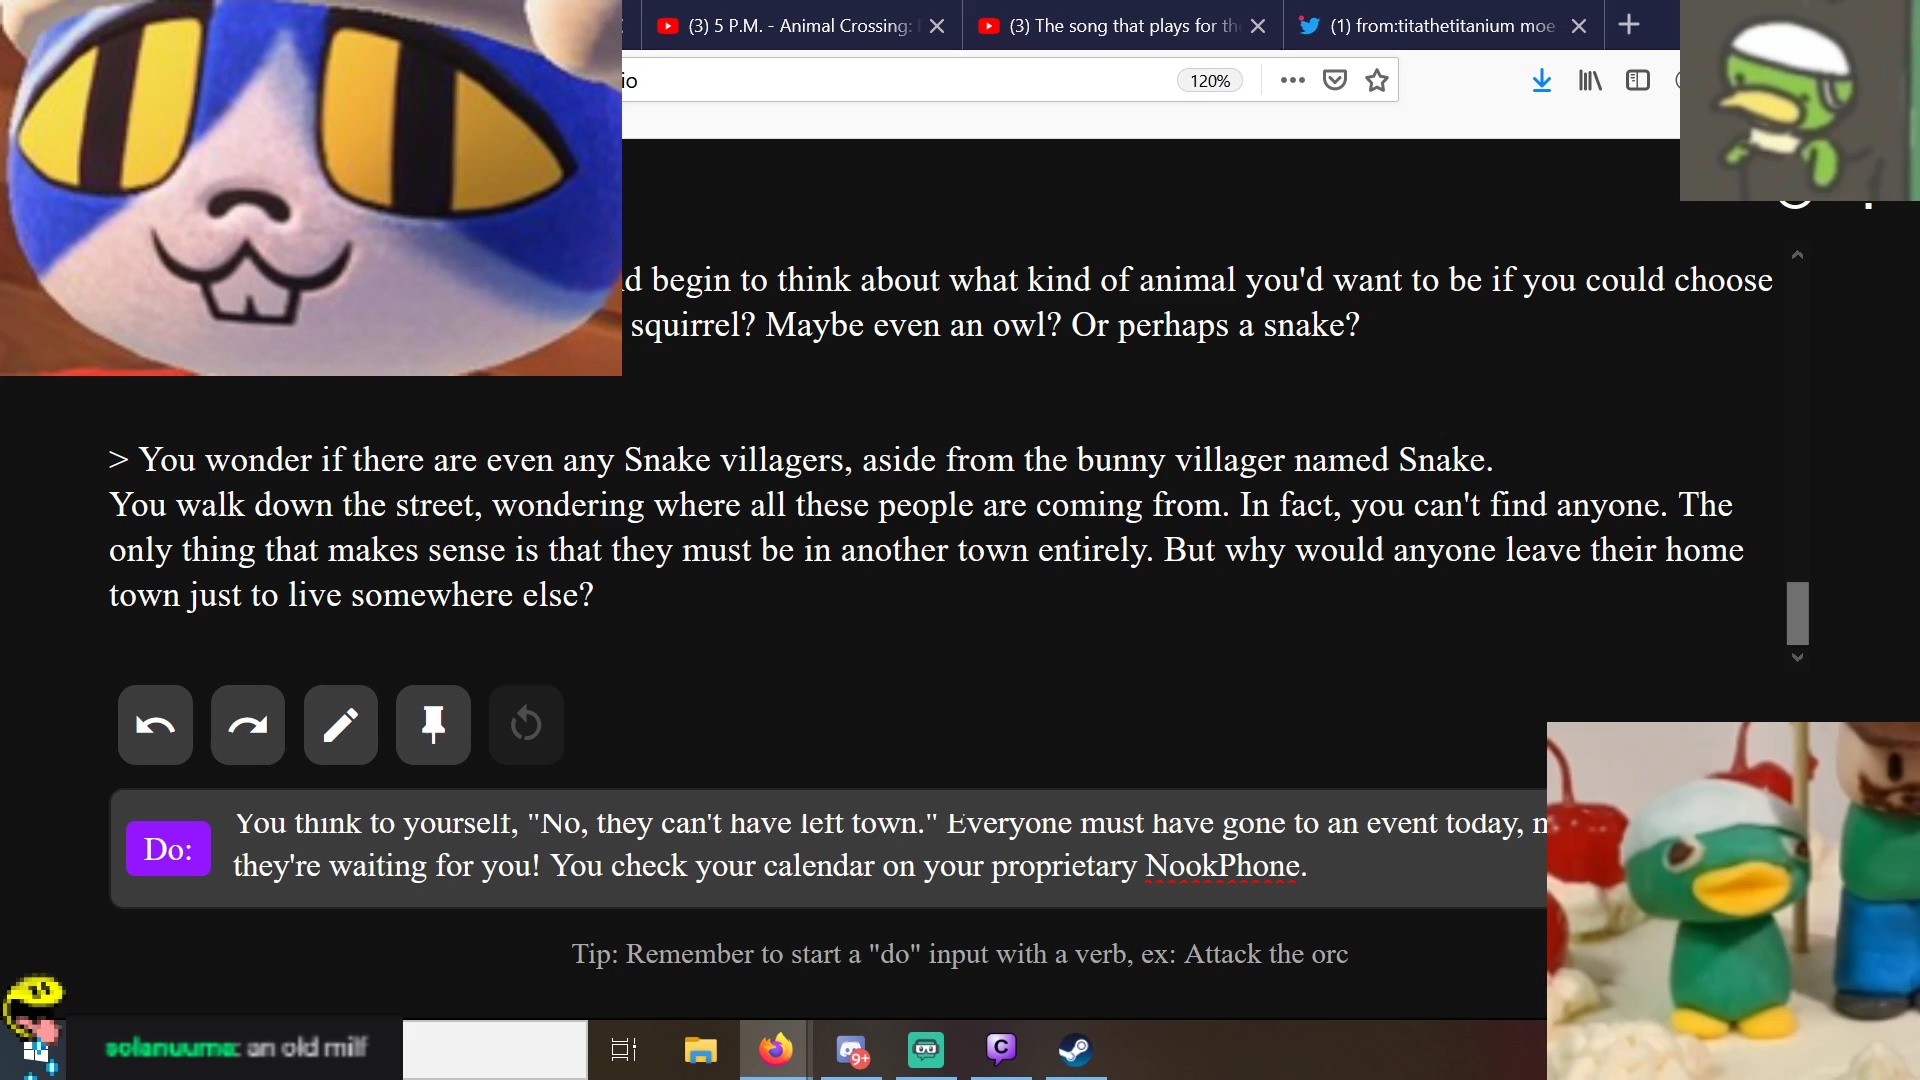 (3) 5 P.M. - Animal Crossing:
(3) The song that plays for the
(1) from:titathetitanium moe
io
120%
d begin to think about what kind of animal you'd want to be if you could choose
squirrel? Maybe even an owl? Or perhaps a snake?
> You wonder if there are even any Snake villagers, aside from the bunny villager named Snake.
You walk down the street, wondering where all these people are coming from. In fact, you can't find anyone. The
only thing that makes sense is that they must be in another town entirely. But why would anyone leave their home
town just to live somewhere else?
Do:
You think to yourself, "No, they can't have left town." Everyone must have gone to an event today,
they're waiting for you! You check your calendar on your proprietary NookPhone.
Tip: Remember to start a "do" input with a verb, ex: Attack the orc
solanuume: an old milf
9+